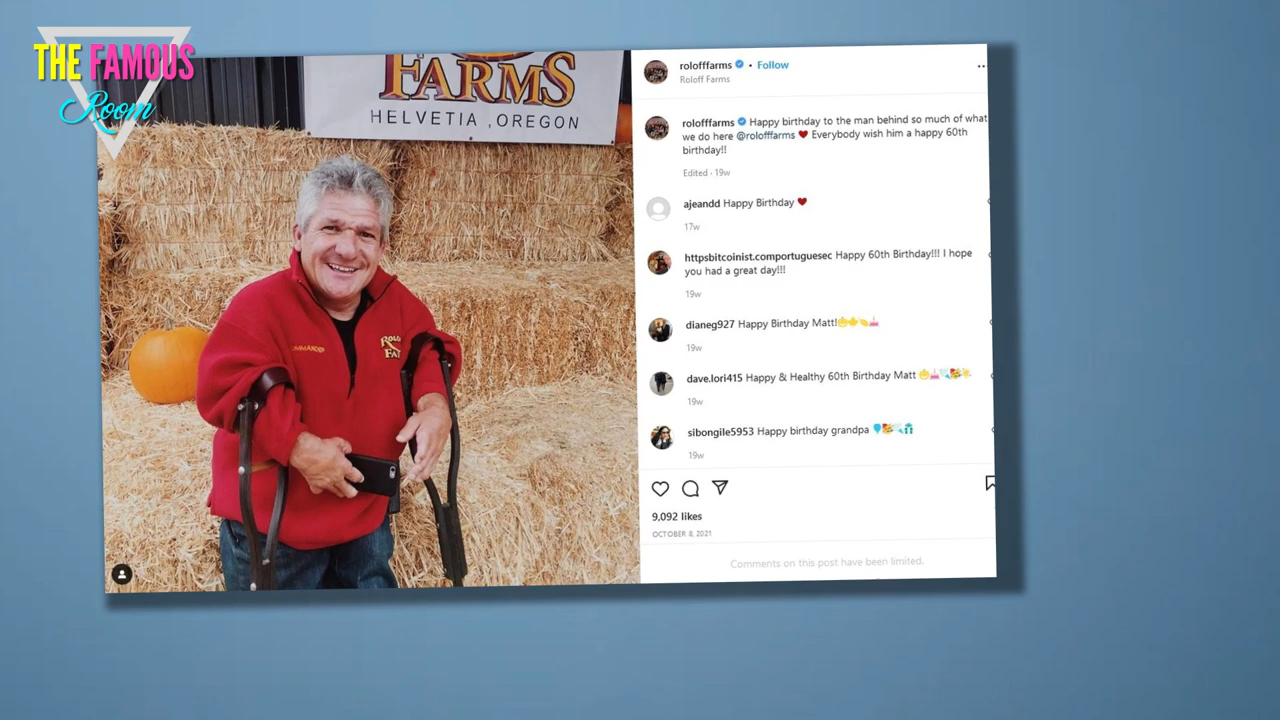 THE FAMOUS
Room
FARMS
HELVETIA ,OREGON
COMMANDER
rolofffarms • Follow
Roloff Farms
rolofffarms Happy birthday to the man behind so much of what
we do here @rolofffarms ❤ Everybody wish him a happy 60th
birthday!!
Edited · 19w
ajeandd Happy Birthday ❤
17w
httpsbitcoinist.comportuguesec Happy 60th Birthday!!! I hope
you had a great day!!!
19w
dianeg927 Happy Birthday Matt!
19w
dave.lori415 Happy & Healthy 60th Birthday Matt
19w
sibongile5953 Happy birthday grandpa
19w
9,092 likes
OCTOBER 8, 2021
Comments on this post have been limited.